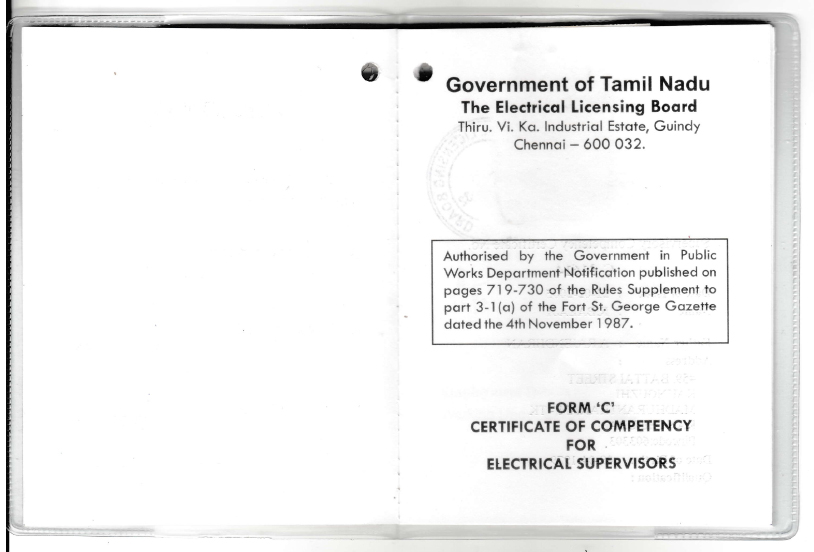 Government of Tamil Nadu
The Electrical Licensing Board
Thiru. Vi. Ka. Industrial Estate, Guindy
Chennai – 600 032.
Authorised by the Government in Public
Works Department Notification published on
pages 719-730 of the Rules Supplement to
part 3-1(a) of the Fort St. George Gazette
dated the 4th November 1987.
FORM ‘C’
CERTIFICATE OF COMPETENCY
FOR
ELECTRICAL SUPERVISORS